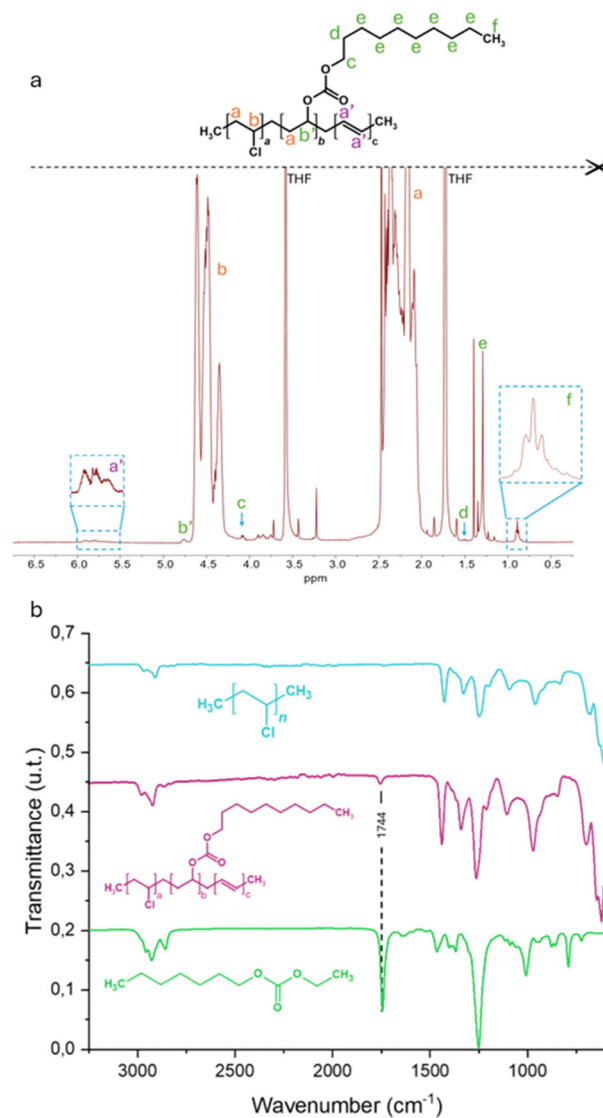 a
d e e e e
c e e e e f
CH₃
O O
O
a b a a'
H₃C a b c CH₃
Cl a b' a'
THF THF
a
b
e
f
a'
b' c d
6.5 6.0 5.5 5.0 4.5 4.0 3.5 3.0 2.5 2.0 1.5 1.0 0.5
ppm
b
0,7
0,6
0,5
0,4
0,3
0,2
0,1
0,0
Transmittance (u.t.)
H₃C CH₃
n
Cl
1744
CH₃
O O
O
H₃C a b c CH₃
Cl
H₃C O O CH₃
O
3000 2500 2000 1500 1000
Wavenumber (cm⁻¹)